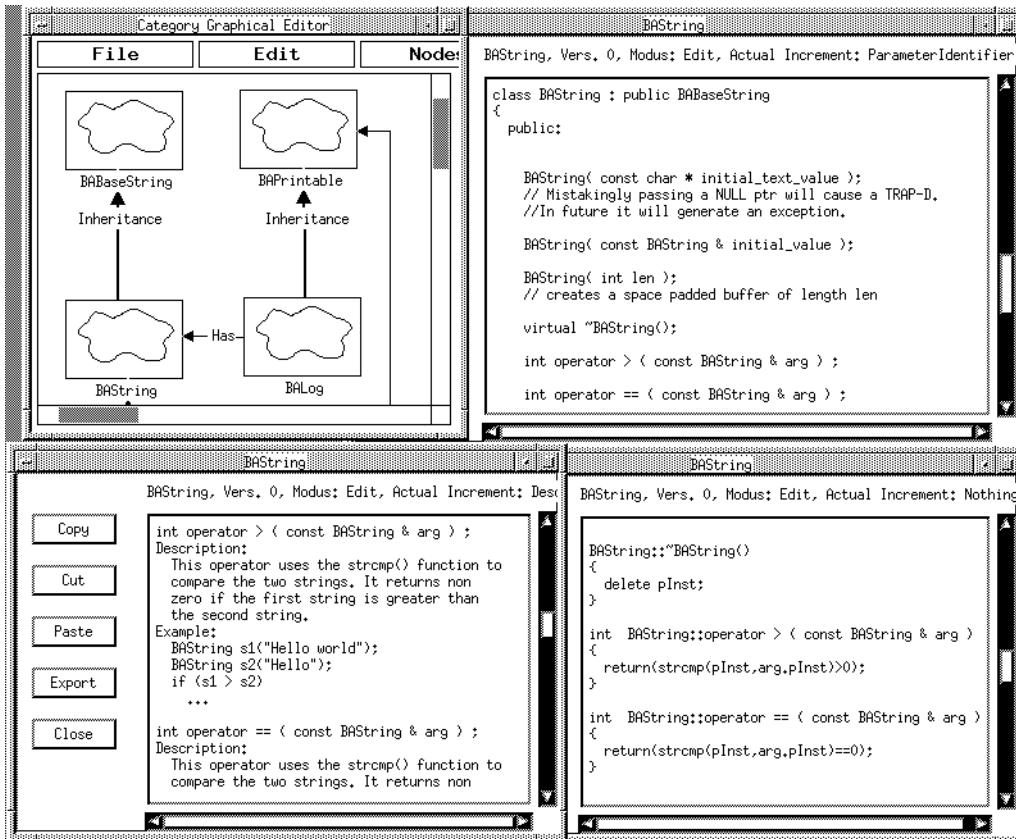 Category Graphical Editor
File Edit Nodes
BABaseString BAPrintable
Inheritance Inheritance
Has
BAString BALog
BAString
BAString, Vers. 0, Modus: Edit, Actual Increment: ParameterIdentifier
class BAString : public BABaseString
{
public:
BAString( const char * initial_text_value );
// Mistakingly passing a NULL ptr will cause a TRAP-D.
//In future it will generate an exception.
BAString( const BAString & initial_value );
BAString( int len );
// creates a space padded buffer of length len
virtual ~BAString();
int operator > ( const BAString & arg ) ;
int operator == ( const BAString & arg ) ;
BAString
BAString, Vers. 0, Modus: Edit, Actual Increment: Desc
Copy
Cut
Paste
Export
Close
int operator > ( const BAString & arg ) ;
Description:
This operator uses the strcmp() function to
compare the two strings. It returns non
zero if the first string is greater than
the second string.
Example:
BAString s1("Hello world");
BAString s2("Hello");
if (s1 > s2)
...
int operator == ( const BAString & arg ) ;
Description:
This operator uses the strcmp() function to
compare the two strings. It returns non
BAString
BAString, Vers. 0, Modus: Edit, Actual Increment: Nothing
BAString::~BAString()
{
delete pInst;
}
int BAString::operator > ( const BAString & arg )
{
return(strcmp(pInst,arg.pInst)>0);
}
int BAString::operator == ( const BAString & arg )
{
return(strcmp(pInst,arg.pInst)==0);
}